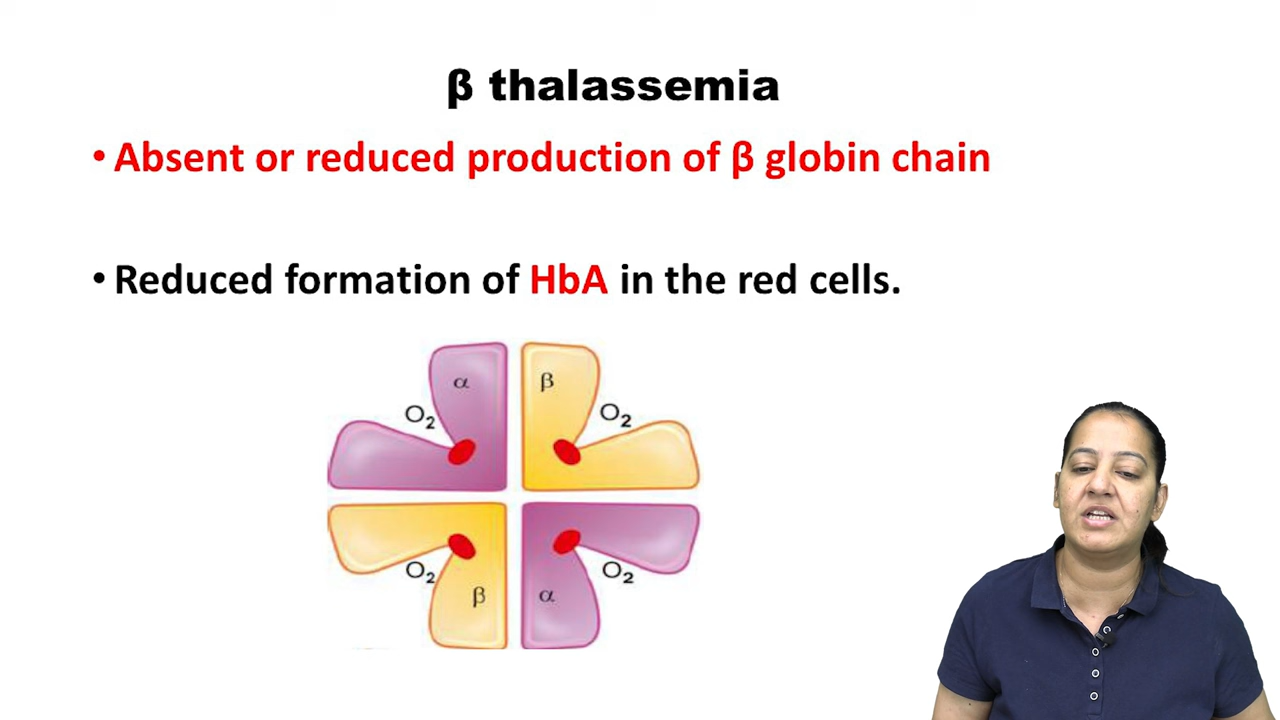 β thalassemia
• Absent or reduced production of β globin chain
• Reduced formation of HbA in the red cells.
α β
O₂ O₂
O₂ O₂
β α